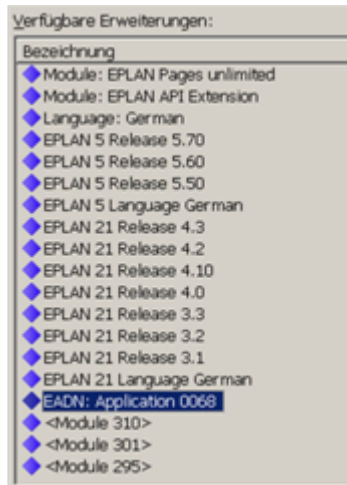 Verfügbare Erweiterungen:
Bezeichnung
Module: EPLAN Pages unlimited
Module: EPLAN API Extension
Language: German
EPLAN 5 Release 5.70
EPLAN 5 Release 5.60
EPLAN 5 Release 5.50
EPLAN 5 Language German
EPLAN 21 Release 4.3
EPLAN 21 Release 4.2
EPLAN 21 Release 4.10
EPLAN 21 Release 4.0
EPLAN 21 Release 3.3
EPLAN 21 Release 3.2
EPLAN 21 Release 3.1
EPLAN 21 Language German
EADN: Application 0068
<Module 310>
<Module 301>
<Module 295>